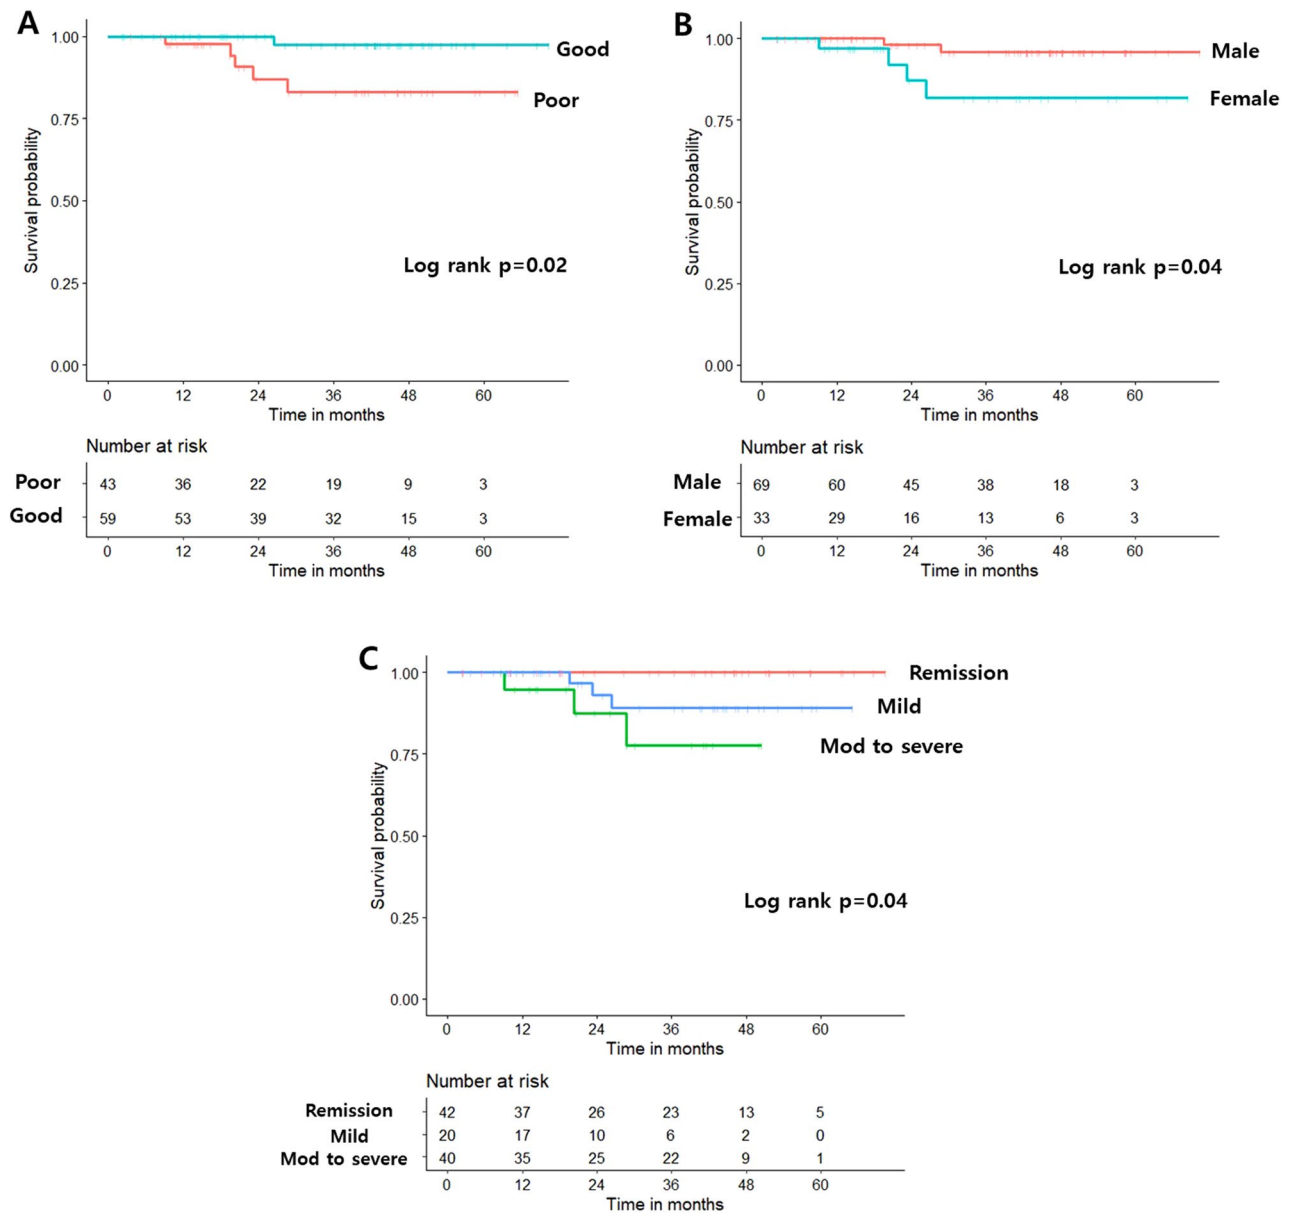 A
1.00
0.75
0.50
0.25
0.00
Survival probability
Good
Poor
Log rank p=0.02
0 12 24 36 48 60
Time in months
Number at risk
Poor 43 36 22 19 9 3
Good 59 53 39 32 15 3
0 12 24 36 48 60
Time in months
B
1.00
0.75
0.50
0.25
0.00
Survival probability
Male
Female
Log rank p=0.04
0 12 24 36 48 60
Time in months
Number at risk
Male 69 60 45 38 18 3
Female 33 29 16 13 6 3
0 12 24 36 48 60
Time in months
C
1.00
0.75
0.50
0.25
0.00
Survival probability
Remission
Mild
Mod to severe
Log rank p=0.04
0 12 24 36 48 60
Time in months
Number at risk
Remission 42 37 26 23 13 5
Mild 20 17 10 6 2 0
Mod to severe 40 35 25 22 9 1
0 12 24 36 48 60
Time in months